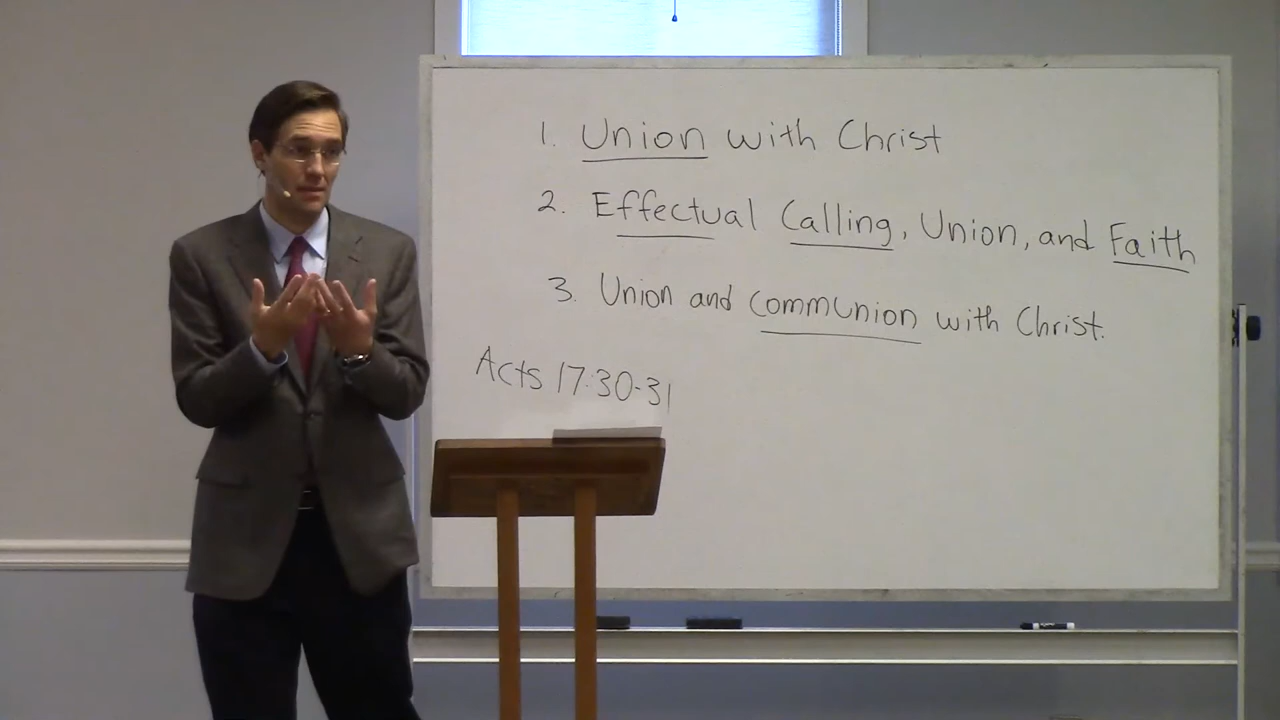 1. Union with Christ
2. Effectual Calling, Union, and Faith
3. Union and Communion with Christ.
Acts 17:30-31